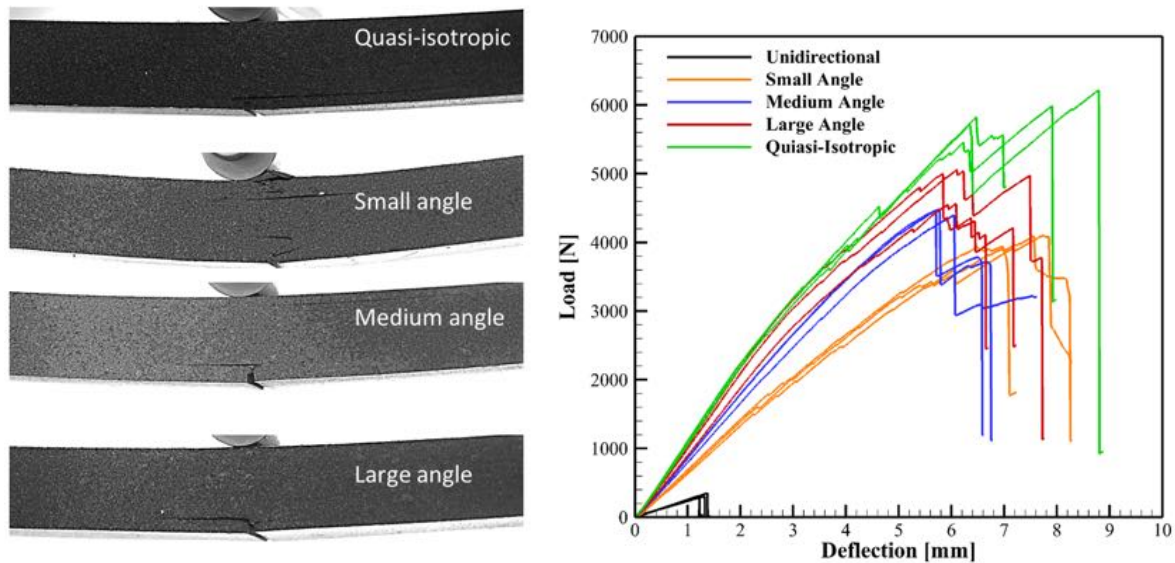 Quasi-isotropic
Small angle
Medium angle
Large angle
7000
6000
5000
4000
3000
2000
1000
0
Load [N]
Unidirectional
Small Angle
Medium Angle
Large Angle
Quiasi-Isotropic
0 1 2 3 4 5 6 7 8 9 10
Deflection [mm]